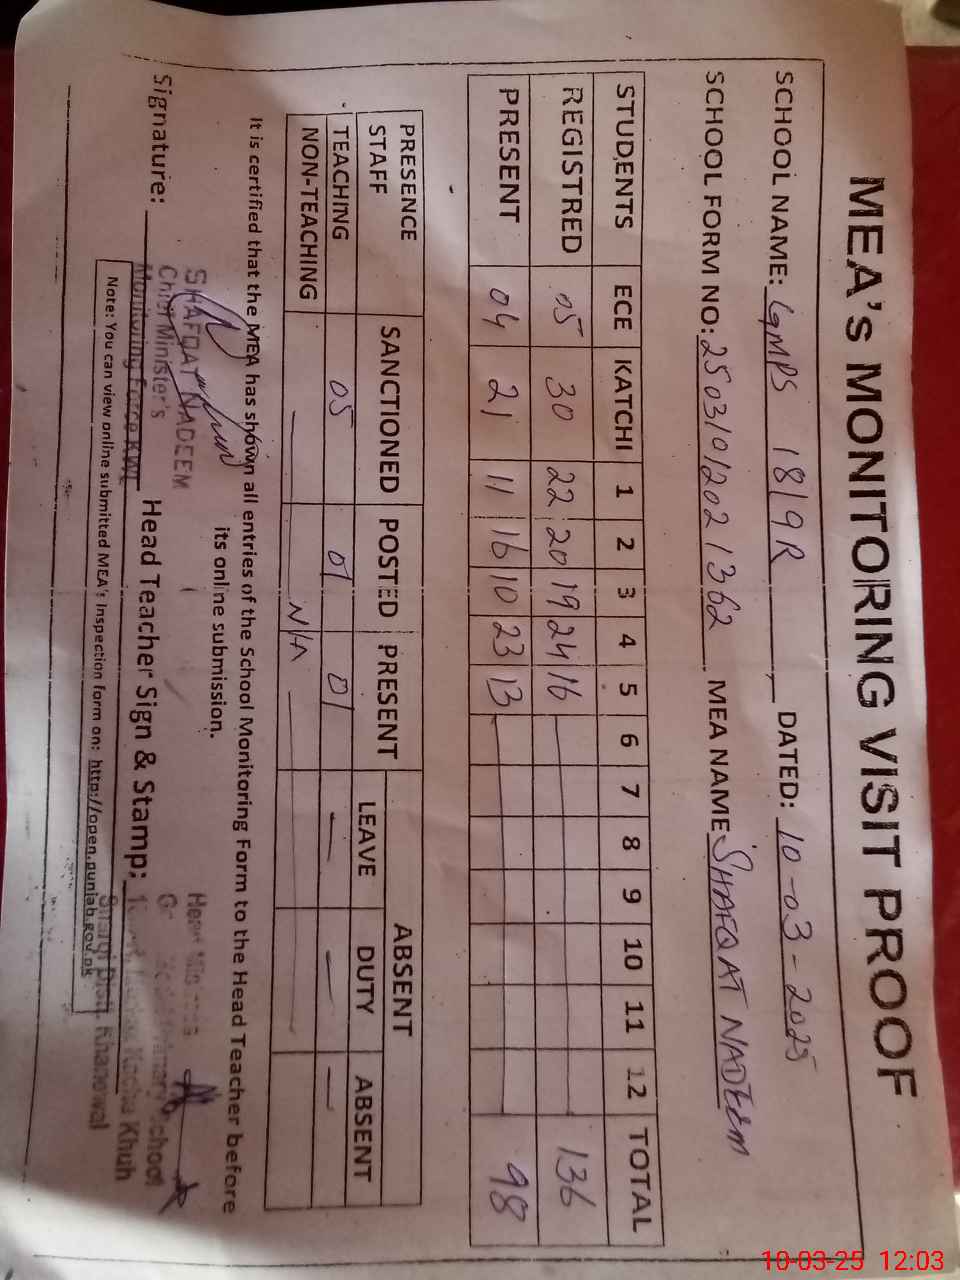 MEA's MONITORING VISIT PROOF
SCHOOL NAME: GMPS 18/9R DATED: 10-03-2025
SCHOOL FORM NO: 25031012021362 MEA NAME: SHAFQAT NADEEM
STUDENTS ECE KATCHI 1 2 3 4 5 6 7 8 9 10 11 12 TOTAL
REGISTRED 05 30 22 20 19 24 16 136
PRESENT 04 21 11 16 10 23 13 98
PRESENCE STAFF SANCTIONED POSTED PRESENT ABSENT
LEAVE DUTY ABSENT
TEACHING 05 01 01 — — —
NON-TEACHING — N/A —
It is certified that the MEA has shown all entries of the School Monitoring Form to the Head Teacher before
its online submission.
SHAFQAT NADEEM
Chief Minister's
Monitoring Force KWL
Signature: Head Teacher Sign & Stamp:
School
Kacha Khuh
Distt. Khanewal
Note: You can view online submitted MEA's Inspection form on: http://open.punjab.gov.pk
10-03-25 12:03